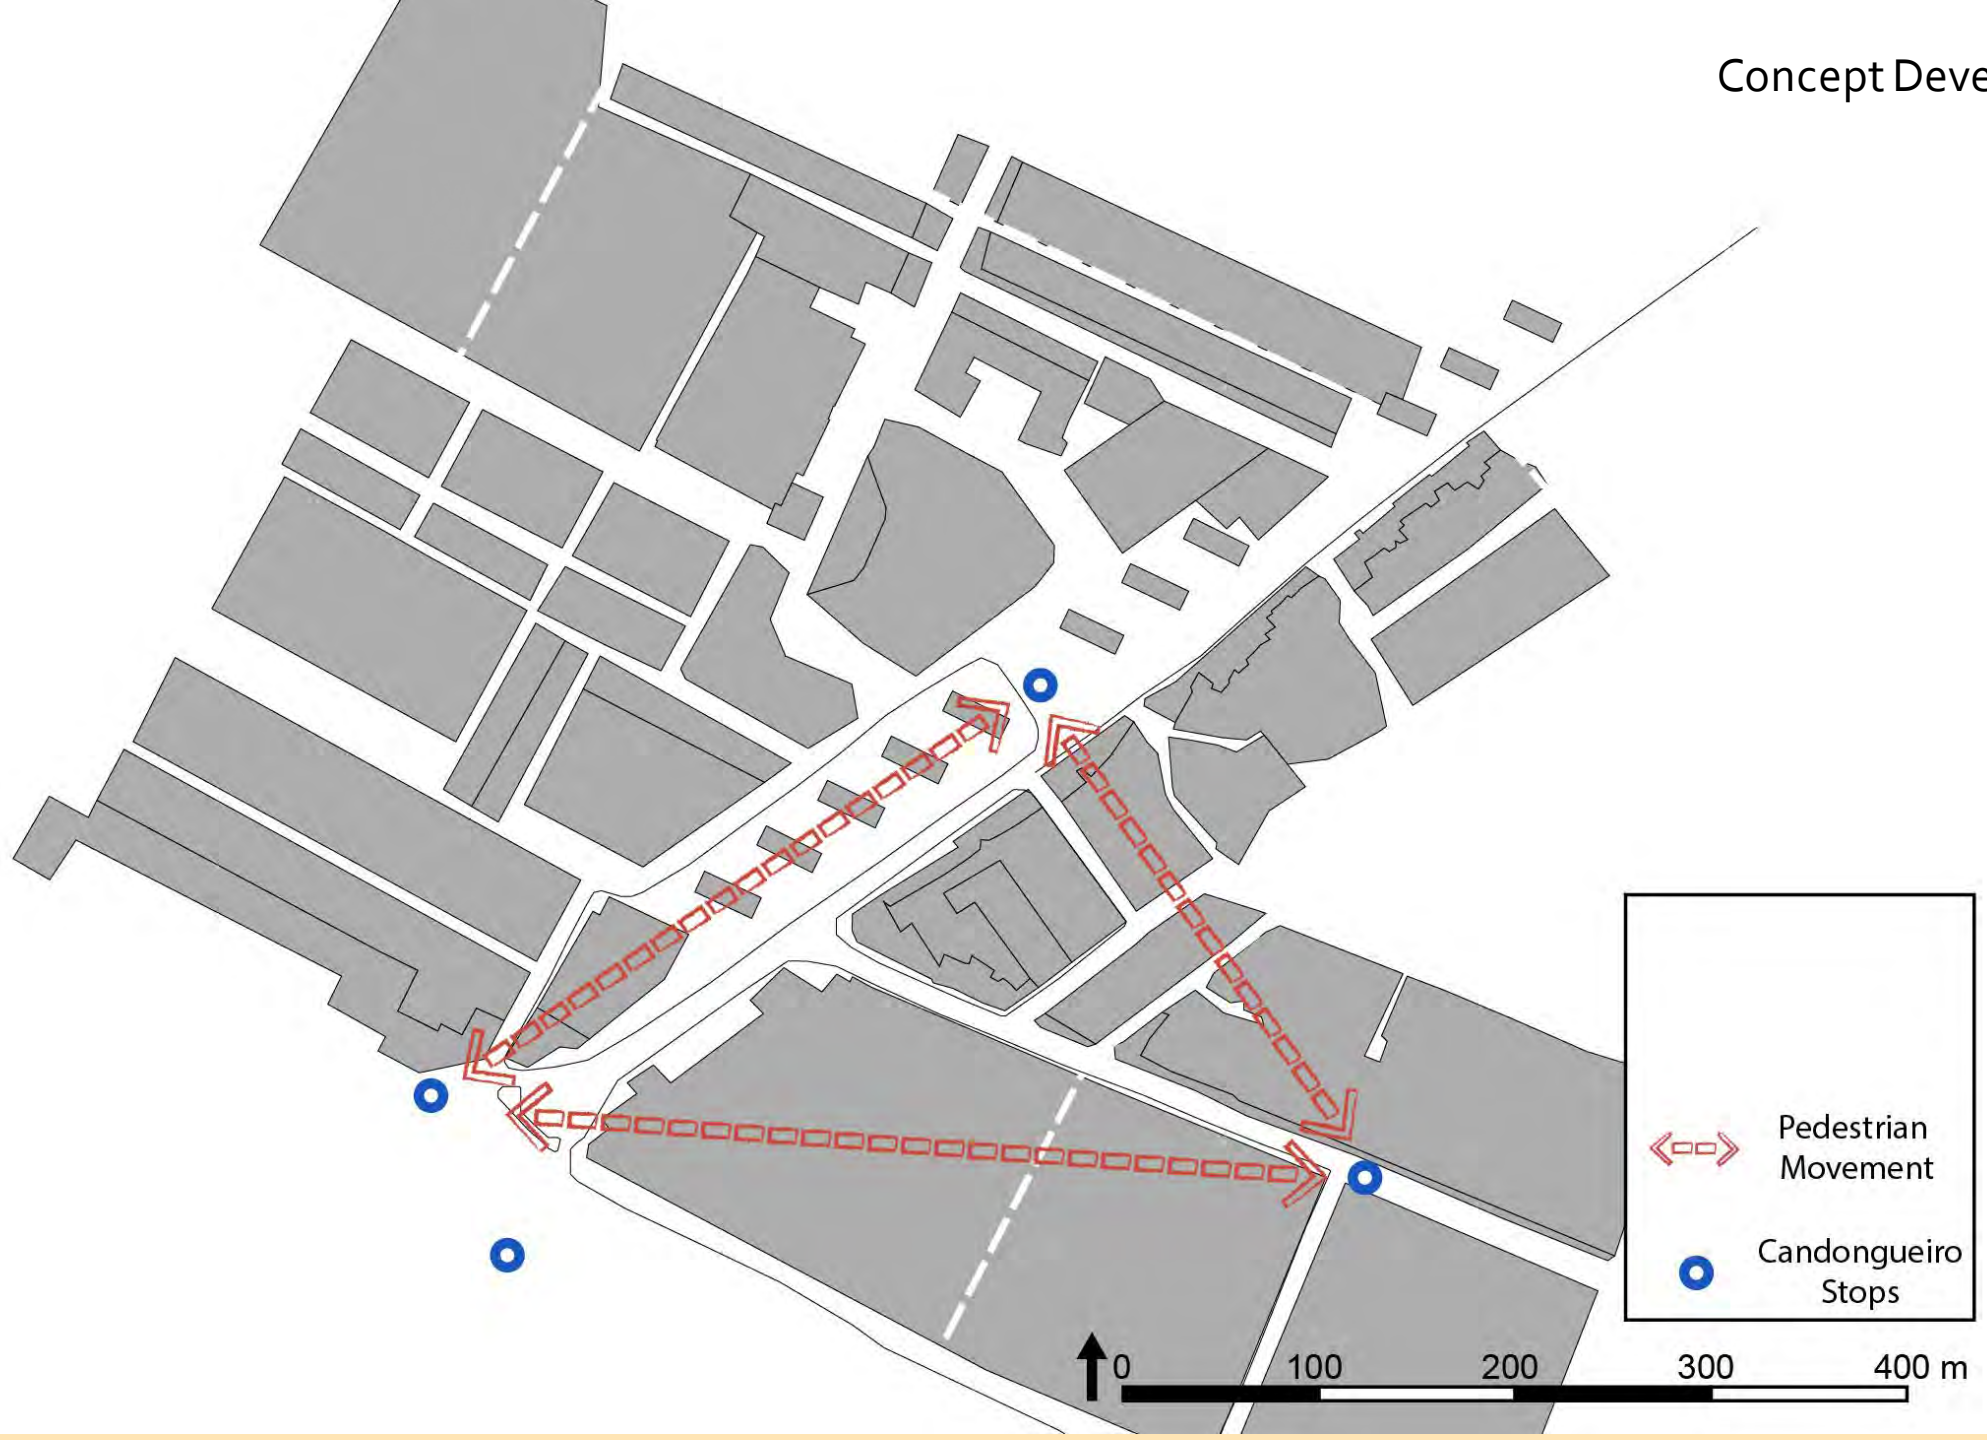 Concept Deve
Pedestrian
Movement
Candongueiro
Stops
0 100 200 300 400 m